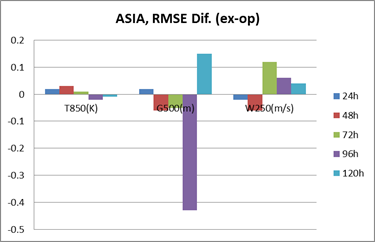 ASIA, RMSE Dif. (ex-op)
0.2
0.1
0
-0.1
-0.2
-0.3
-0.4
-0.5
T850(K) G500(m) W250(m/s)
24h
48h
72h
96h
120h